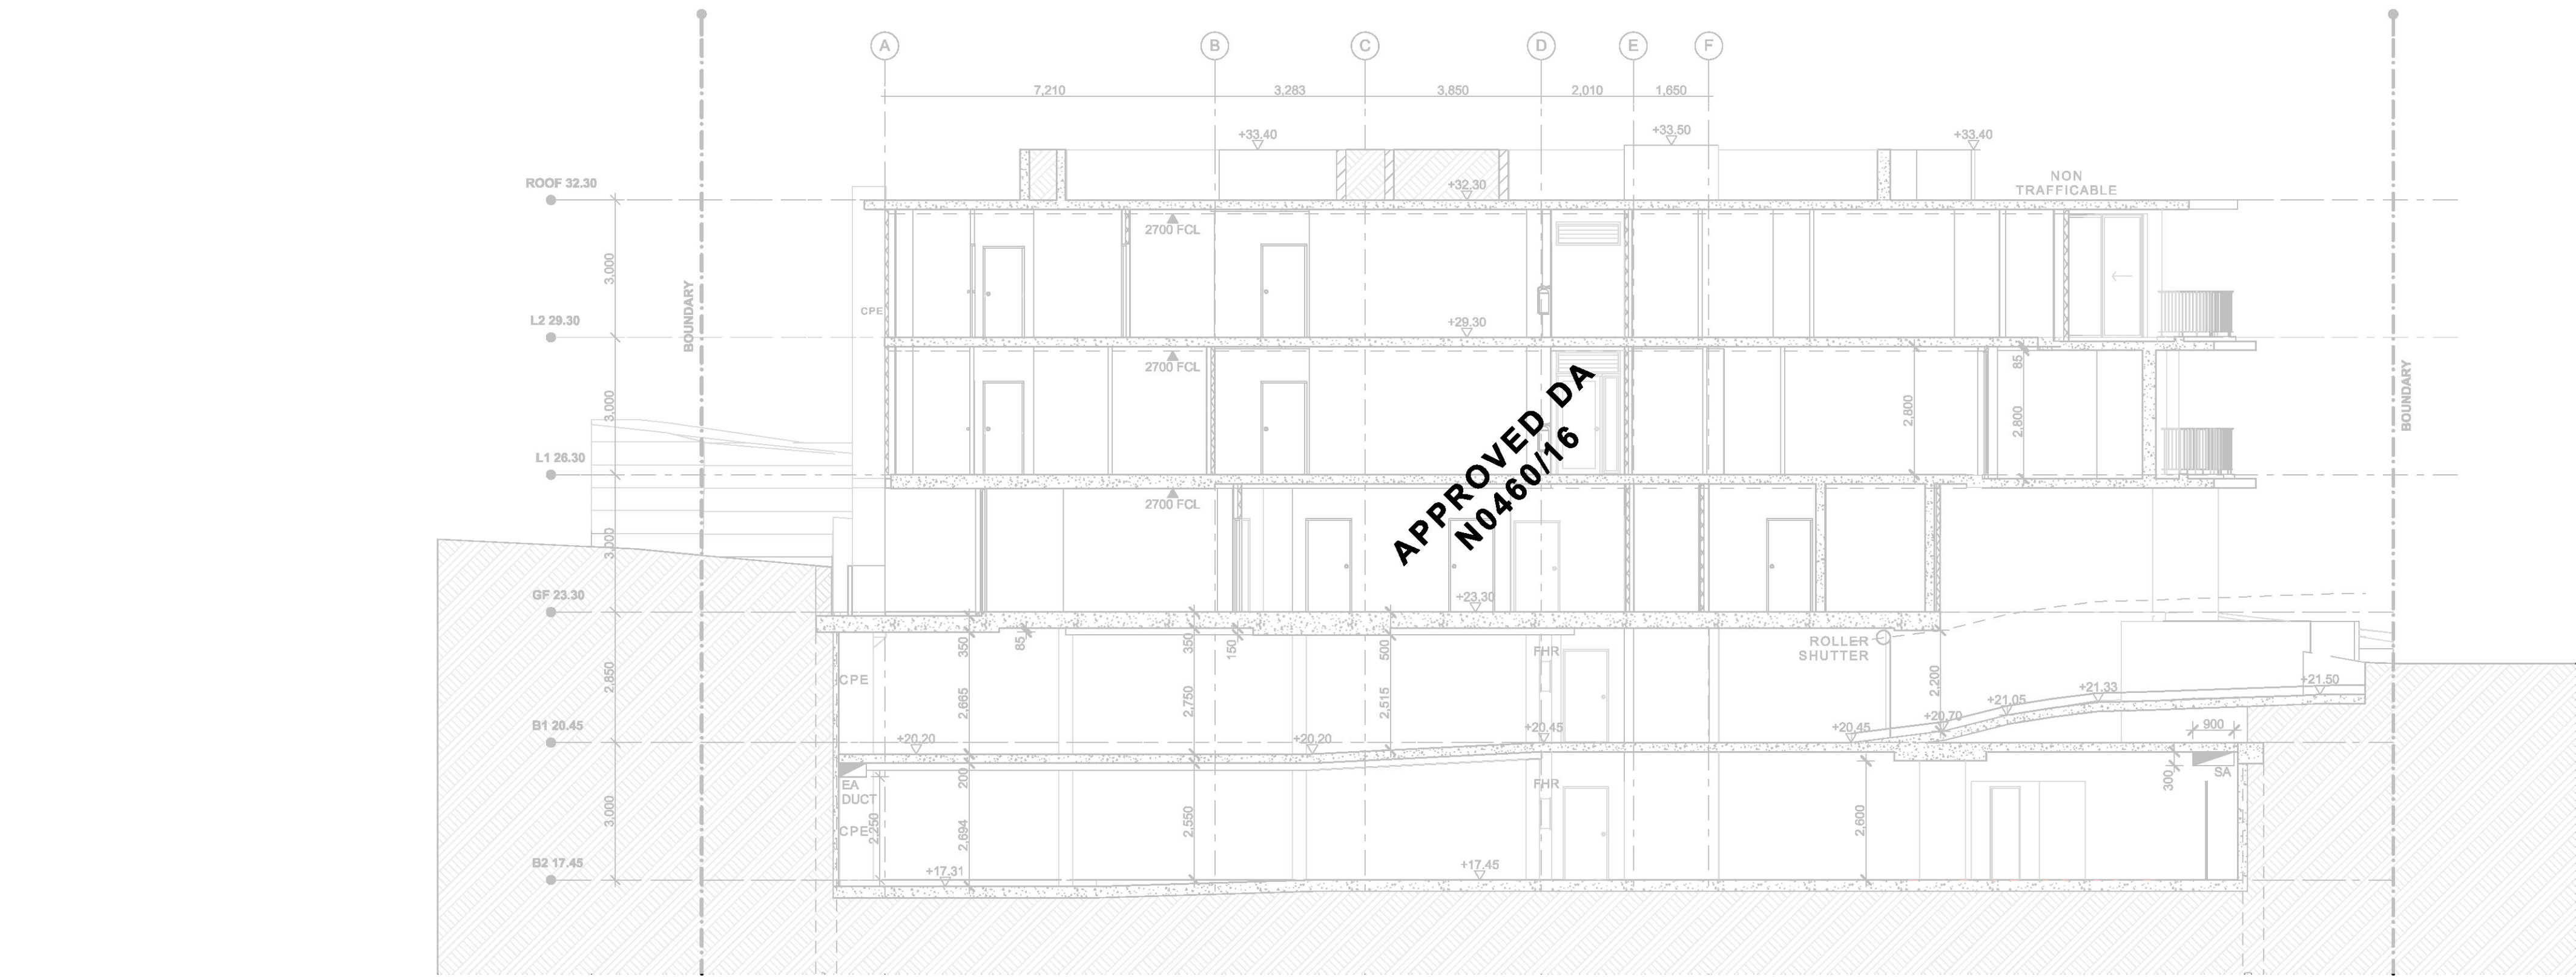 A
B
C
D
E
F
7,210
3,283
3,850
2,010
1,650
+33.40
+33.50
+33.40
ROOF 32.30
+32.30
NON
TRAFFICABLE
2700 FCL
3,000
BOUNDARY
CPE
L2 29.30
+29.30
2700 FCL
85
BOUNDARY
3,000
2,800
2,800
APPROVED DA
N0460/16
L1 26.30
2700 FCL
3,000
GF 23.30
+23.30
350
85
350
150
500
ROLLER
SHUTTER
FHR
2,850
CPE
2,665
2,750
2,515
2,200
+21.05
+21.33
+21.50
B1 20.45
+20.20
+20.20
+20.45
+20.45
+20.70
900
EA
DUCT
200
FHR
300
SA
3,000
CPE
2,250
2,694
2,550
2,600
B2 17.45
+17.31
+17.45